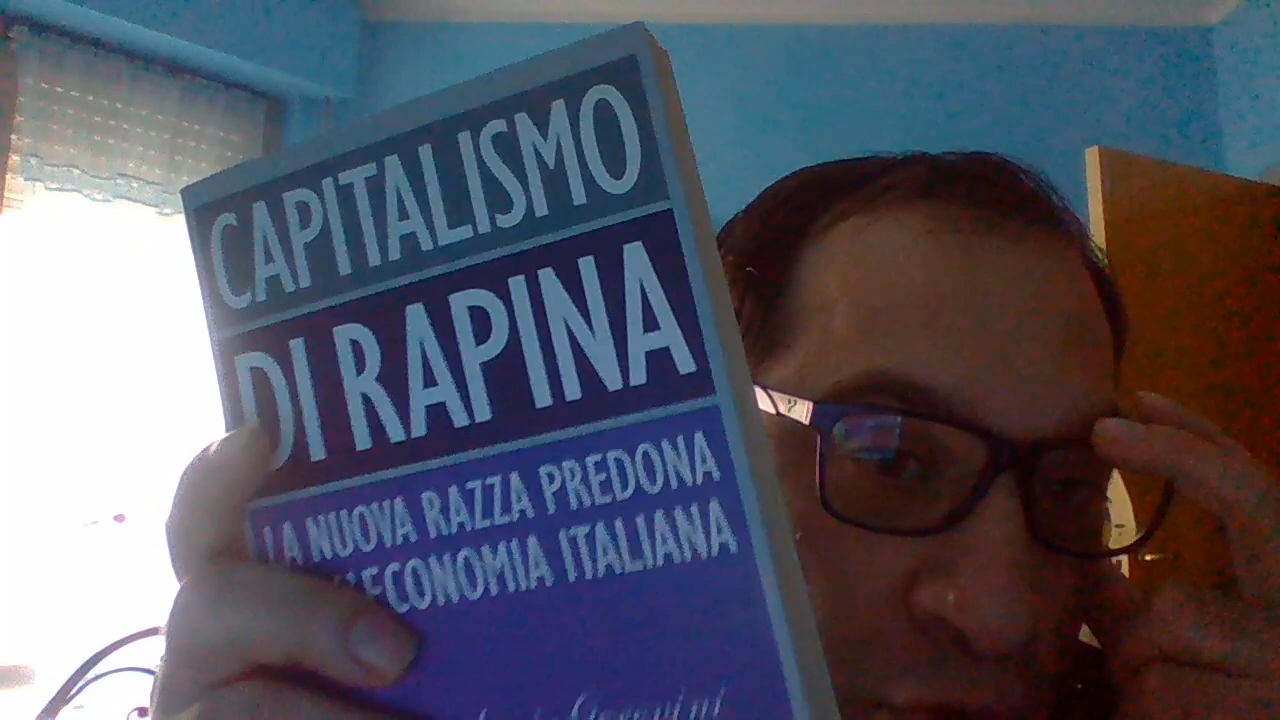 CAPITALISMO
DI RAPINA
LA NUOVA RAZZA PREDONA
ECONOMIA ITALIANA